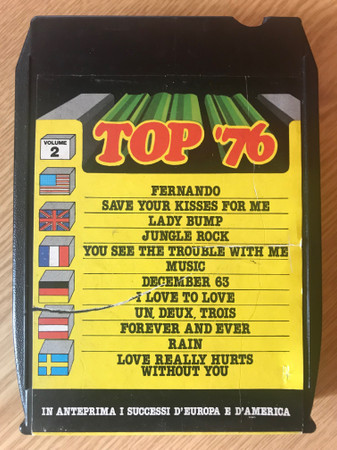 TOP '76
VOLUME
2
FERNANDO
SAVE YOUR KISSES FOR ME
LADY BUMP
JUNGLE ROCK
YOU SEE THE TROUBLE WITH ME
MUSIC
DECEMBER 63
I LOVE TO LOVE
UN, DEUX, TROIS
FOREVER AND EVER
RAIN
LOVE REALLY HURTS
WITHOUT YOU
IN ANTEPRIMA I SUCCESSI D'EUROPA E D'AMERICA